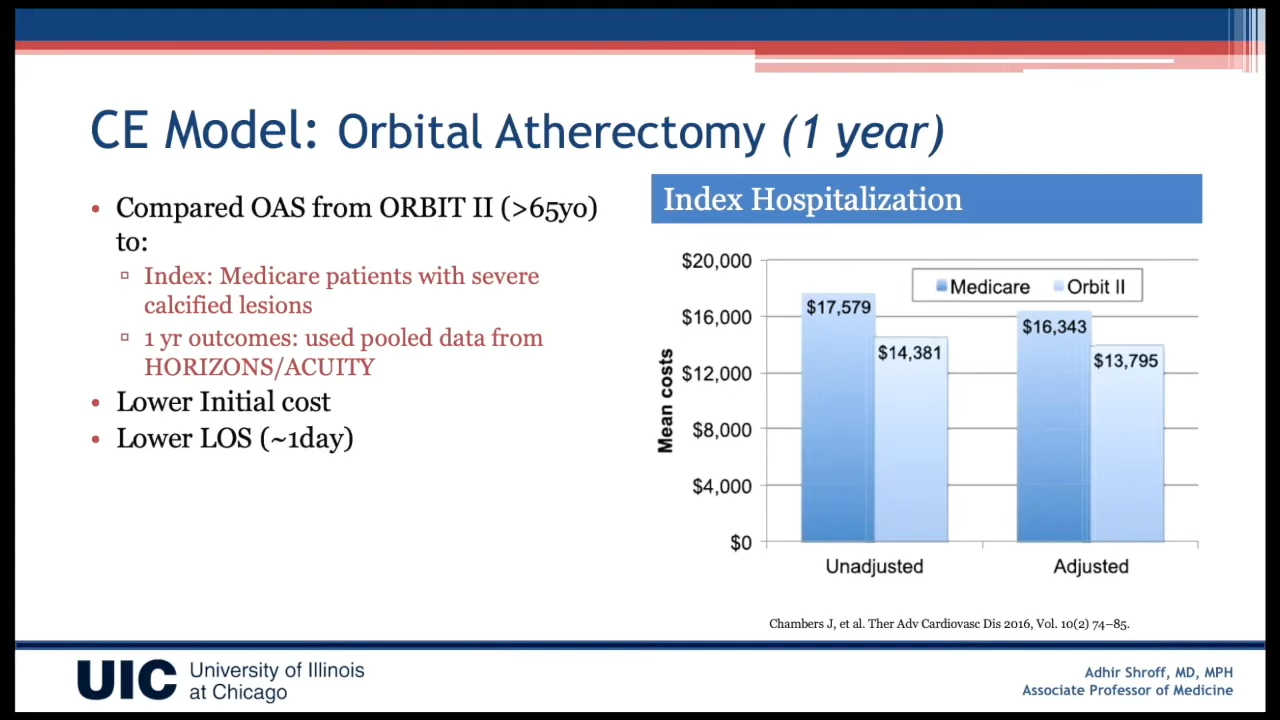 CE Model: Orbital Atherectomy (1 year)
• Compared OAS from ORBIT II (>65yo)
to:
▫ Index: Medicare patients with severe
calcified lesions
▫ 1 yr outcomes: used pooled data from
HORIZONS/ACUITY
• Lower Initial cost
• Lower LOS (~1day)
Index Hospitalization
Mean costs
$20,000
$16,000
$12,000
$8,000
$4,000
$0
Medicare Orbit II
$17,579
$14,381
$16,343
$13,795
Unadjusted Adjusted
Chambers J, et al. Ther Adv Cardiovasc Dis 2016, Vol. 10(2) 74–85.
UIC
University of Illinois
at Chicago
Adhir Shroff, MD, MPH
Associate Professor of Medicine